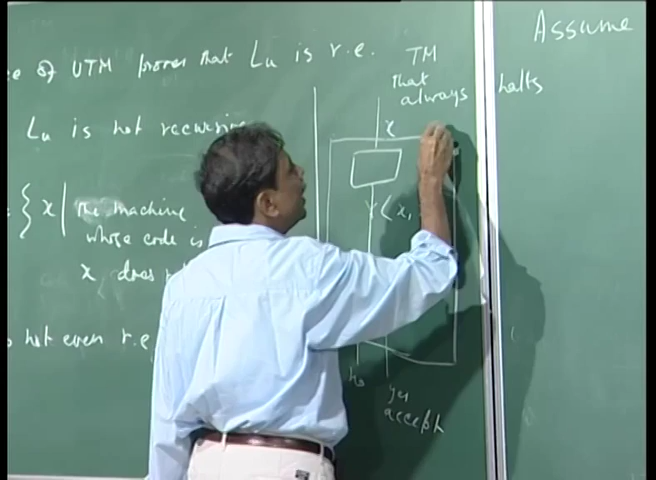 e of UTM proves that Lu is r.e.
Lu is not recursive
{ x | the machine
whose code is
x does
not even r.e
TM
that
always halts
x
< x,
no
yes
accept
Assume